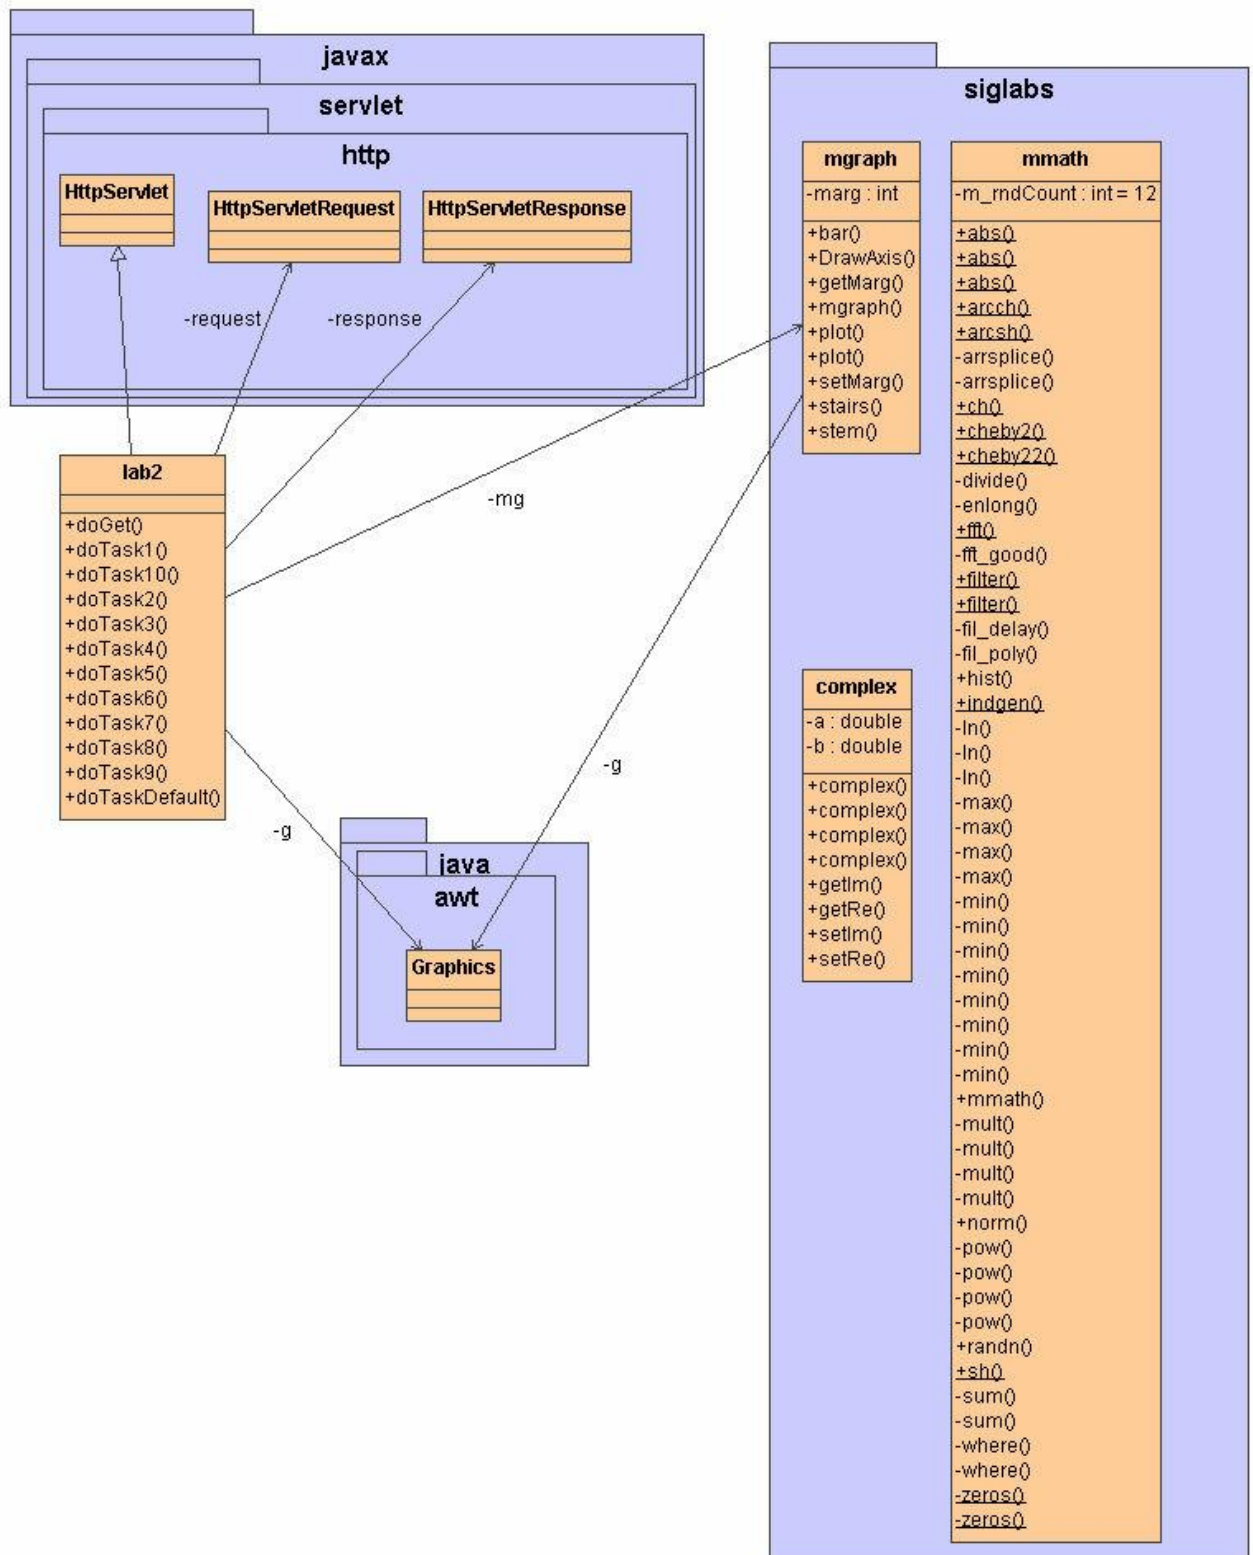 javax
servlet
http
HttpServlet
HttpServletRequest
HttpServletResponse
-request
-response
lab2
+doGet()
+doTask1()
+doTask10()
+doTask2()
+doTask3()
+doTask4()
+doTask5()
+doTask6()
+doTask7()
+doTask8()
+doTask9()
+doTaskDefault()
-mg
-g
-g
java
awt
Graphics
siglabs
mgraph
-marg : int
+bar()
+DrawAxis()
+getMarg()
+mgraph()
+plot()
+plot()
+setMarg()
+stairs()
+stem()
complex
-a : double
-b : double
+complex()
+complex()
+complex()
+complex()
+getIm()
+getRe()
+setIm()
+setRe()
mmath
-m_rndCount : int = 12
+abs()
+abs()
+abs()
+arcch()
+arcsh()
-arrsplice()
-arrsplice()
+ch()
+cheby2()
+cheby22()
-divide()
-enlong()
+fft()
-fft_good()
+filter()
+filter()
-fil_delay()
-fil_poly()
+hist()
+indgen()
-ln()
-ln()
-ln()
-max()
-max()
-max()
-max()
-min()
-min()
-min()
-min()
-min()
-min()
-min()
-min()
+mmath()
-mult()
-mult()
-mult()
-mult()
+norm()
-pow()
-pow()
-pow()
-pow()
+randn()
+sh()
-sum()
-sum()
-where()
-where()
-zeros()
-zeros()